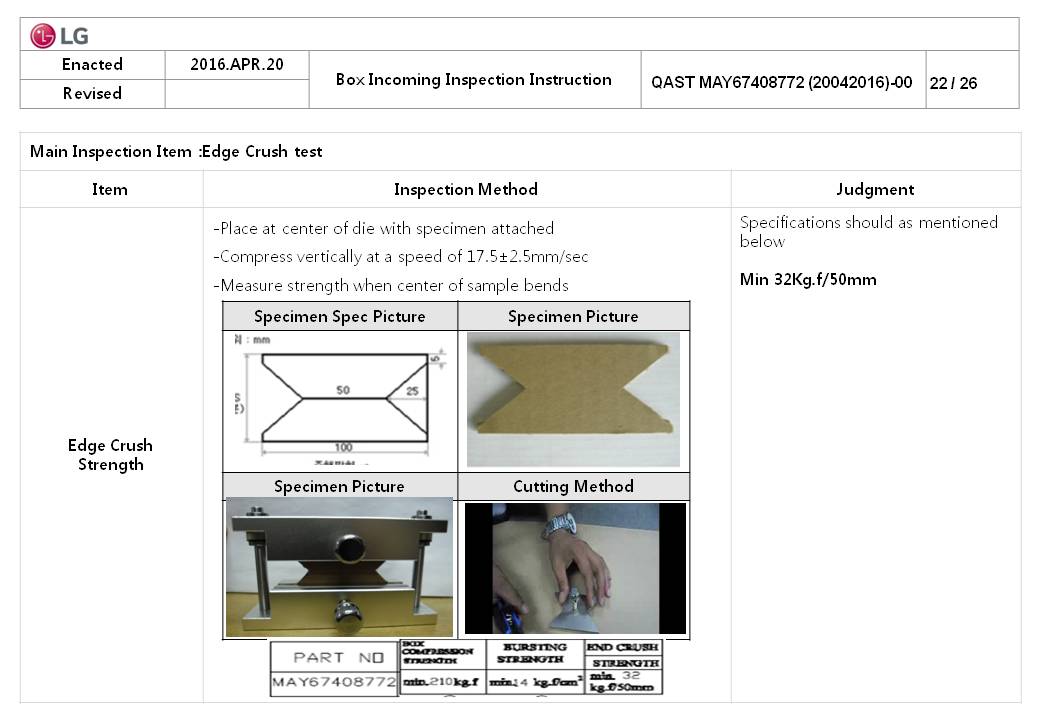 LG
Enacted
2016.APR.20
Box Incoming Inspection Instruction
QAST MAY67408772 (20042016)-00
22 / 26
Revised
Main Inspection Item :Edge Crush test
Item
Inspection Method
Judgment
Edge Crush
Strength
-Place at center of die with specimen attached
-Compress vertically at a speed of 17.5±2.5mm/sec
-Measure strength when center of sample bends
Specimen Spec Picture
Specimen Picture
: mm
50
25
100
Specimen Picture
Cutting Method
PART NO
BOX
COMPRESSION
STRENGTH
BURSTING
STRENGTH
END CRUSH
STRENGTH
MAY67408772
min.210kg.f
min.14 kg.f/cm²
min. 32
kg.f/50mm
Specifications should as mentioned
below
Min 32Kg.f/50mm